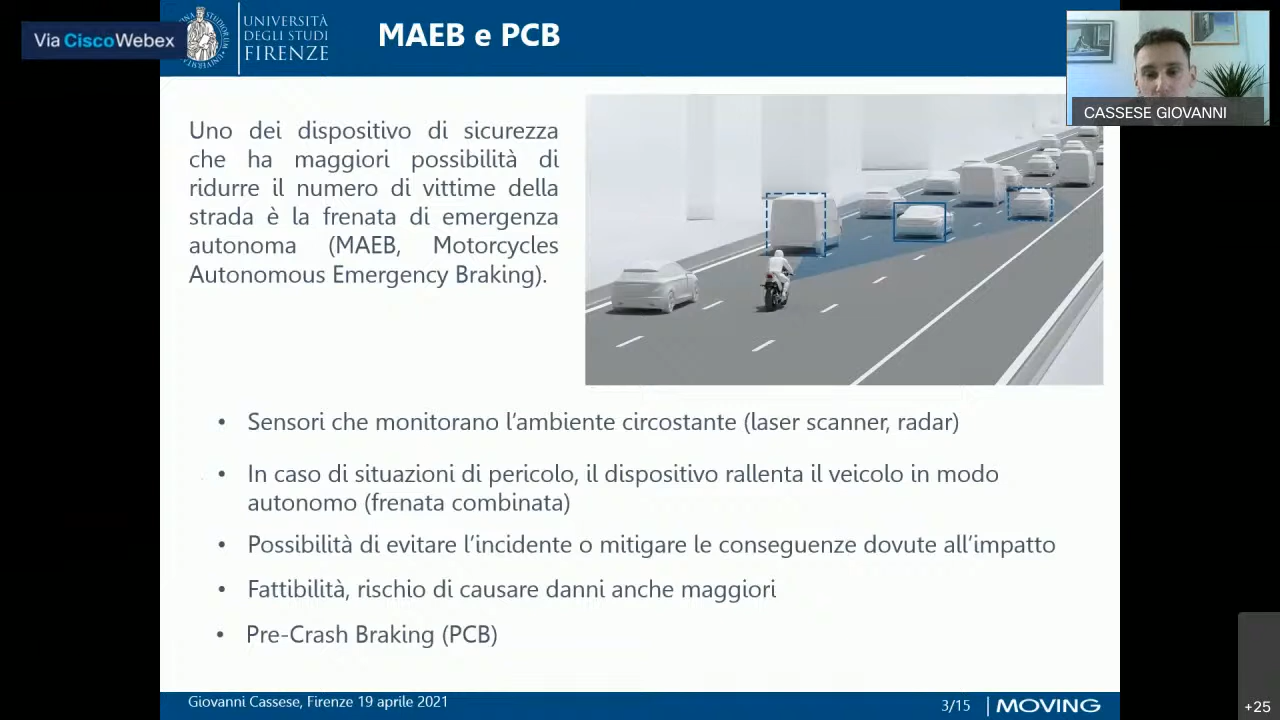 Via Cisco Webex
UNIVERSITÀ
DEGLI STUDI
FIRENZE
MAEB e PCB
CASSESE GIOVANNI
Uno dei dispositivo di sicurezza
che ha maggiori possibilità di
ridurre il numero di vittime della
strada è la frenata di emergenza
autonoma (MAEB, Motorcycles
Autonomous Emergency Braking).
• Sensori che monitorano l’ambiente circostante (laser scanner, radar)
• In caso di situazioni di pericolo, il dispositivo rallenta il veicolo in modo
autonomo (frenata combinata)
• Possibilità di evitare l’incidente o mitigare le conseguenze dovute all’impatto
• Fattibilità, rischio di causare danni anche maggiori
• Pre-Crash Braking (PCB)
Giovanni Cassese, Firenze 19 aprile 2021
3/15
MOVING
+25